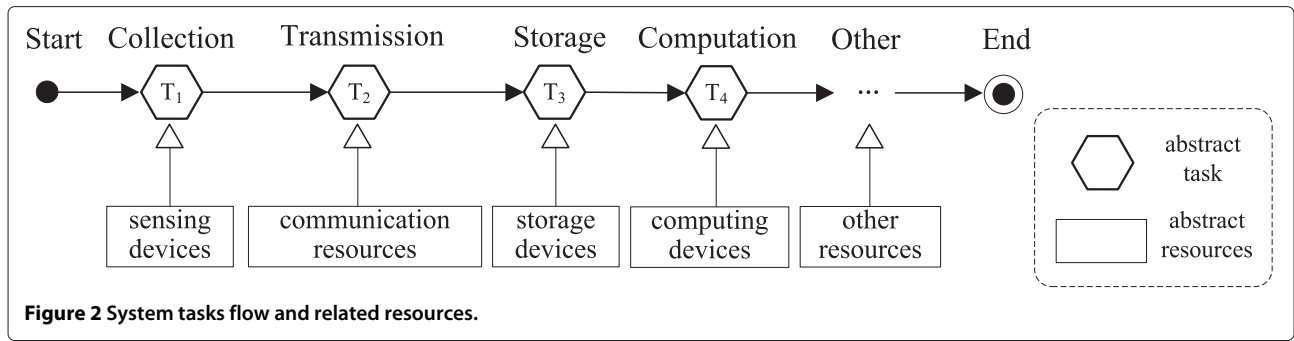 Start Collection Transmission Storage Computation Other End
T₁ T₂ T₃ T₄ ...
sensing devices
communication resources
storage devices
computing devices
other resources
abstract task
abstract resources
Figure 2 System tasks flow and related resources.